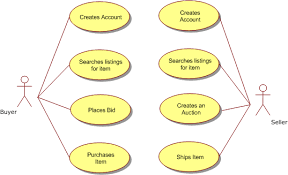 Creates Account
Creates
Account
Searches listings
for item
Searches listings
for item
Places Bid
Creates an
Auction
Buyer
Seller
Purchases
Item
Ships Item